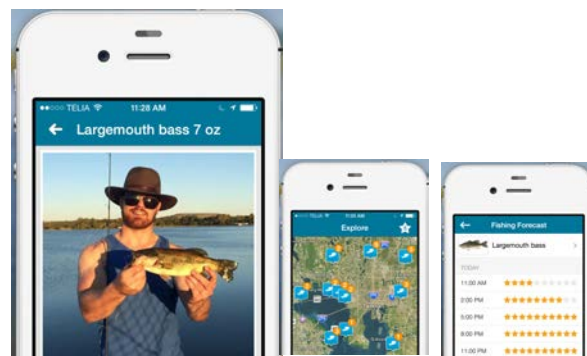 TELIA 11:28 AM
Largemouth bass 7 oz
Explore
Fishing Forecast
Largemouth bass
TODAY
11:00 AM
2:00 PM
5:00 PM
8:00 PM
11:00 PM